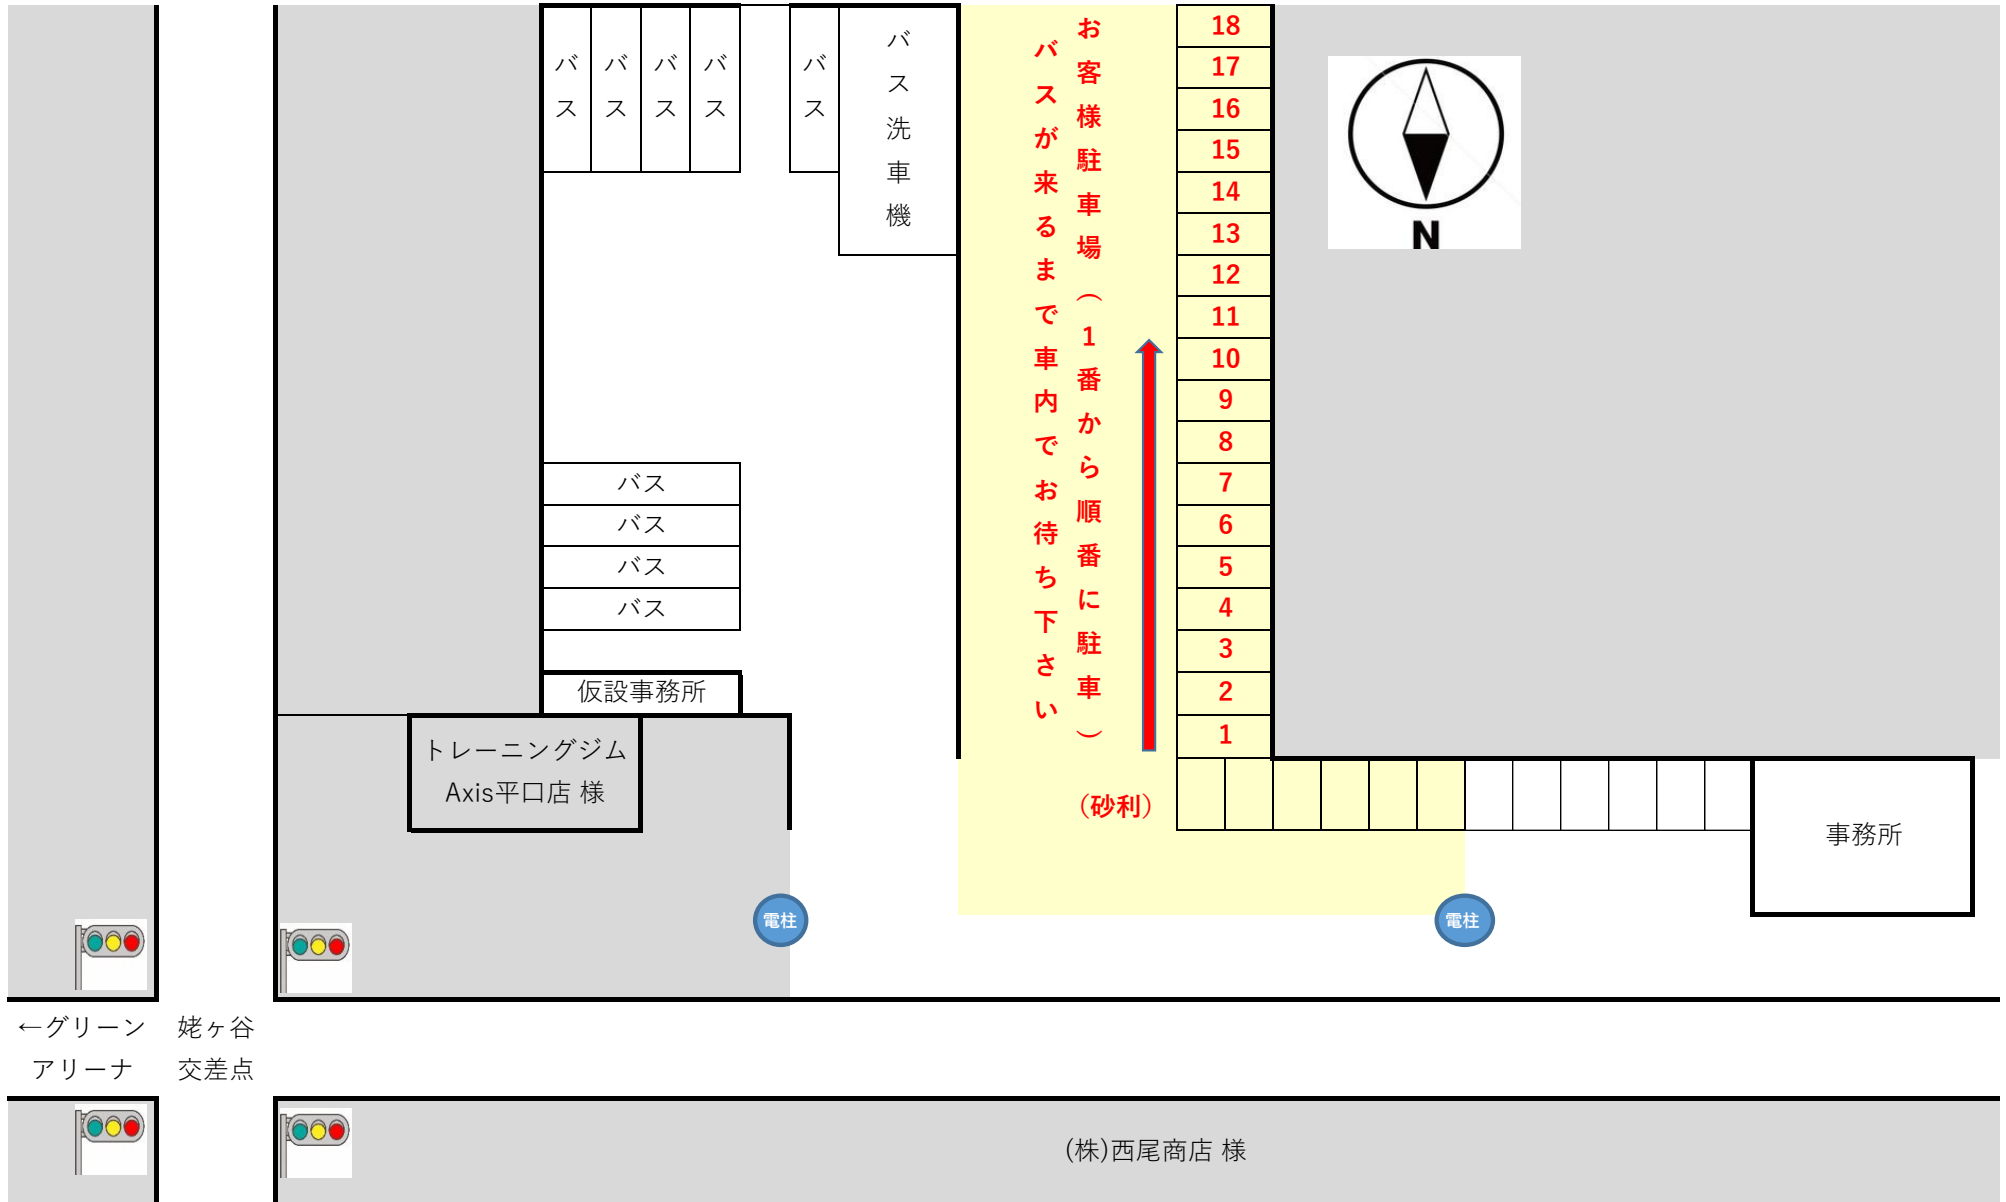 バス
バス
バス
バス
バス
バス洗車機
お客様駐車場（1番から順番に駐車）
バスが来るまで車内でお待ち下さい
18
17
16
15
14
13
12
11
10
9
8
7
6
5
4
3
2
1
N
バス
バス
バス
バス
仮設事務所
トレーニングジム
Axis平口店 様
（砂利）
事務所
電柱
電柱
←グリーン
アリーナ
姥ヶ谷
交差点
(株)西尾商店 様